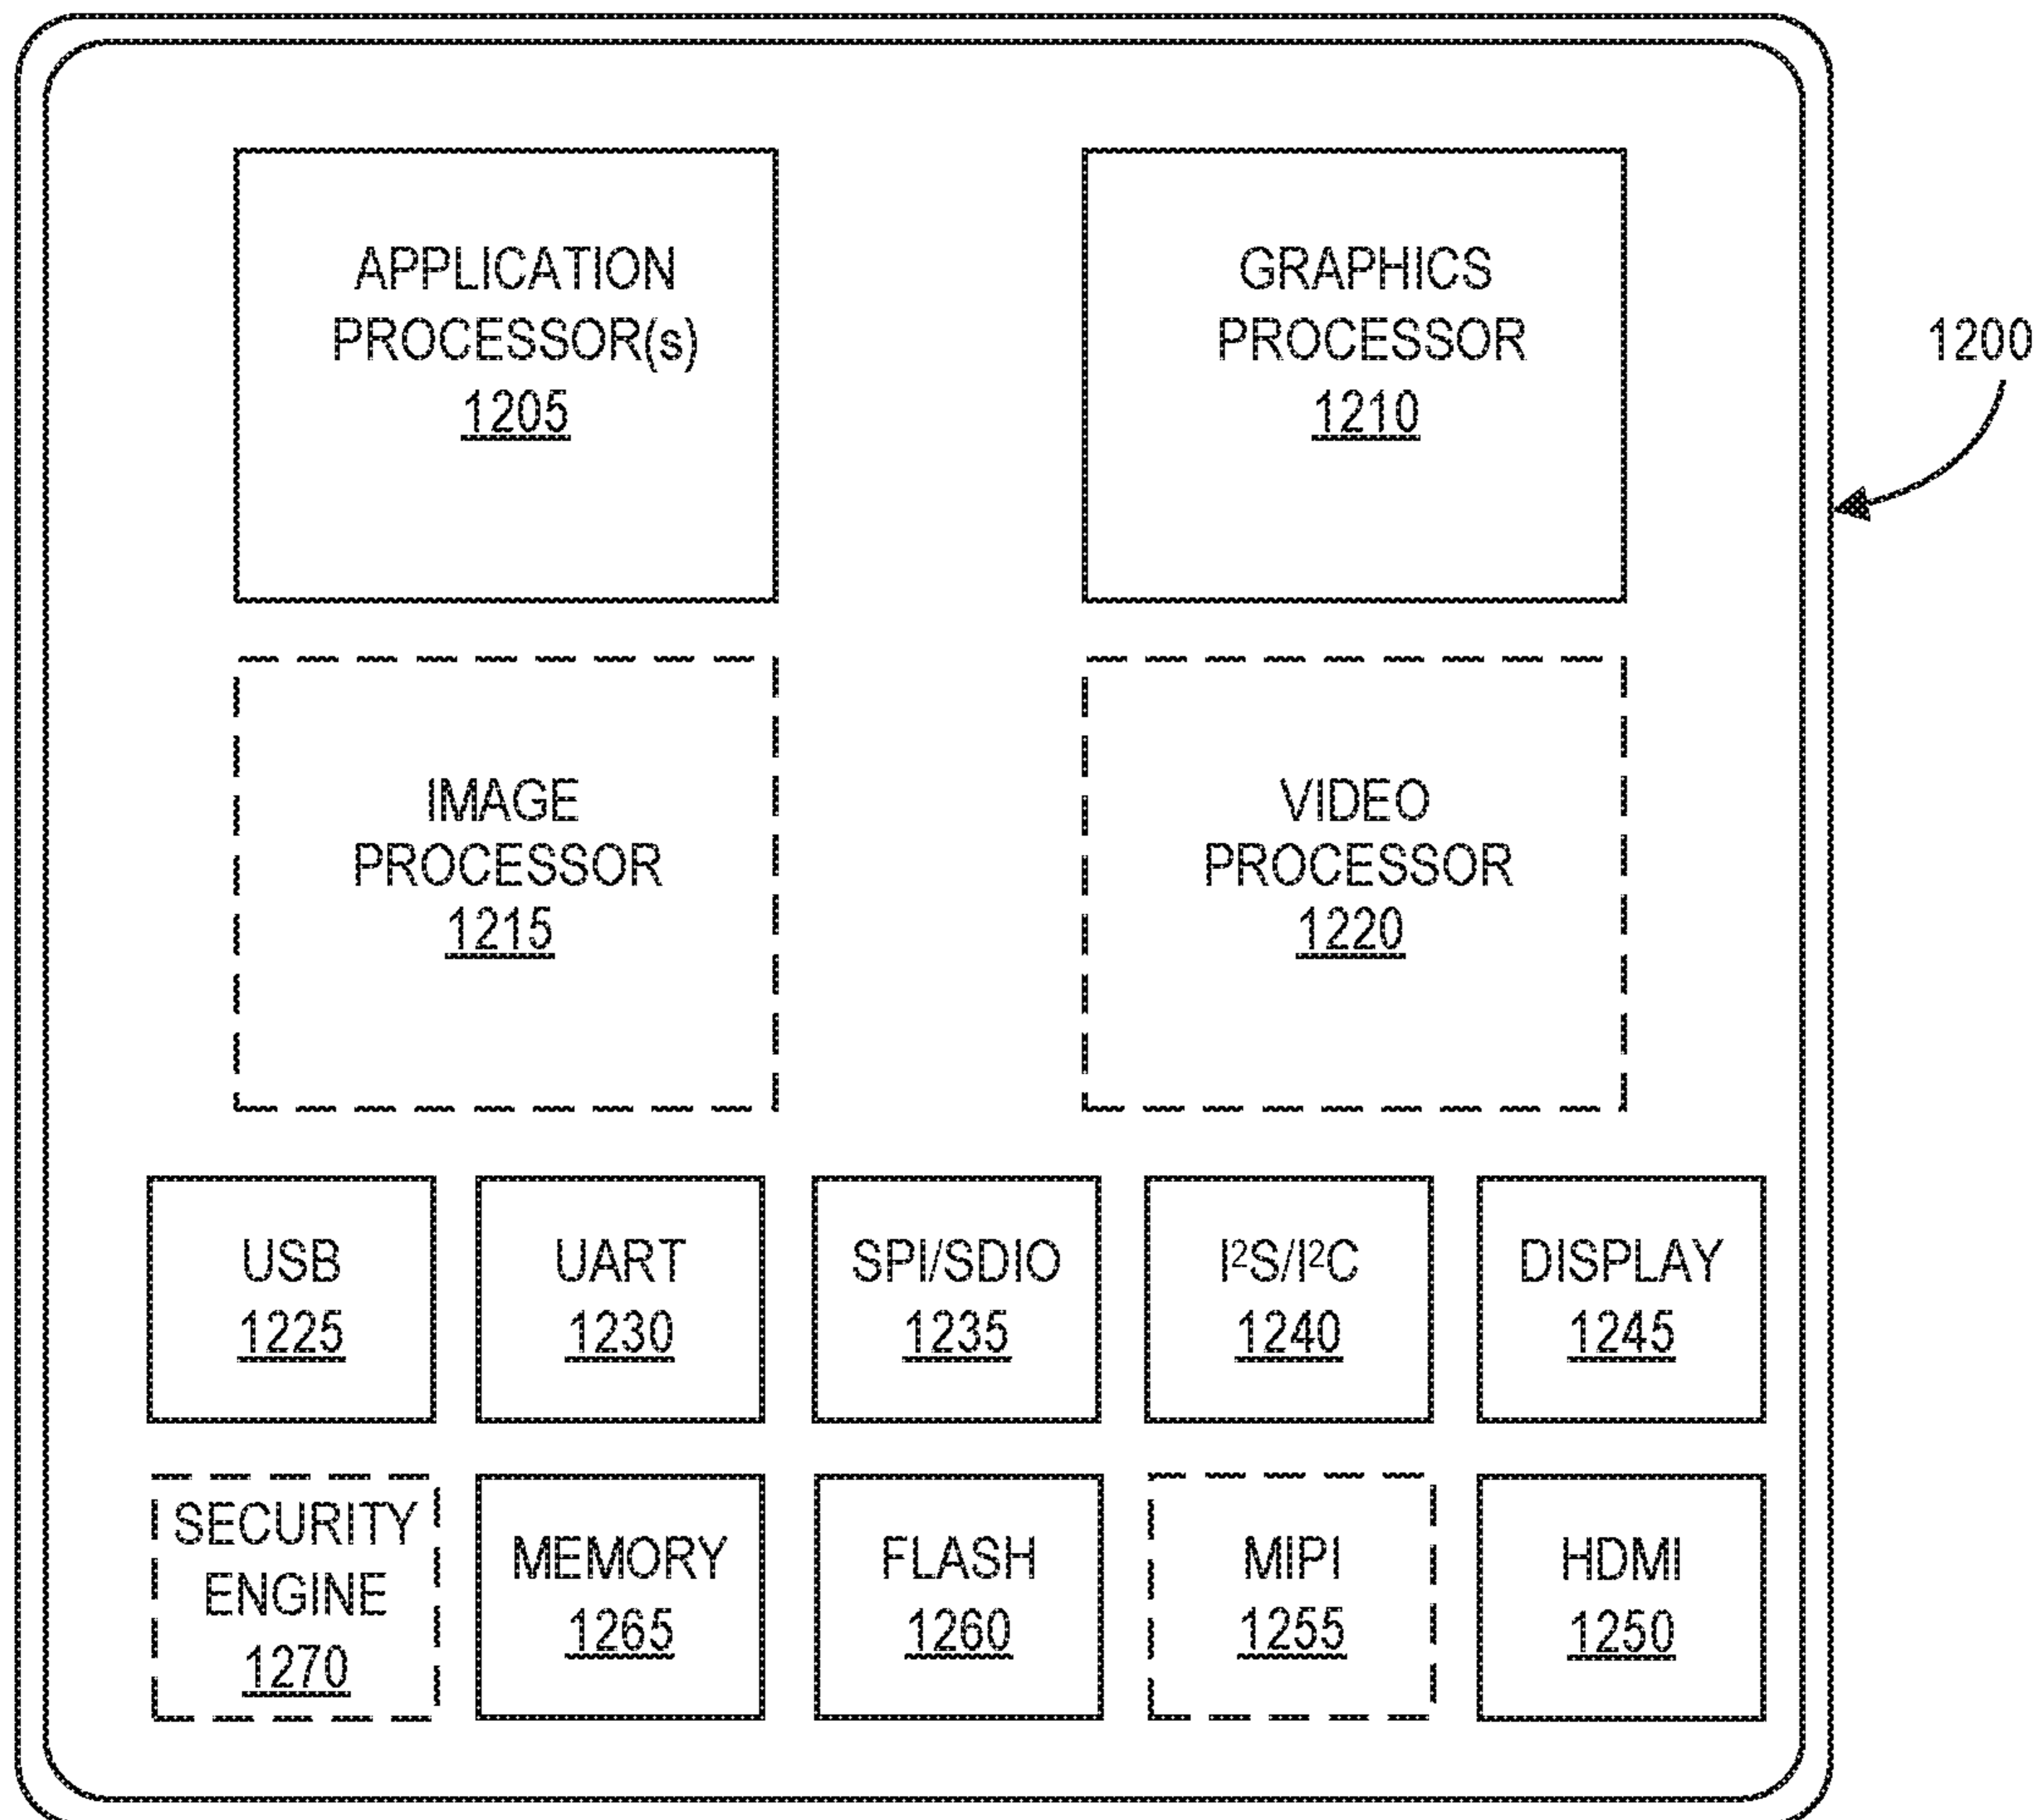 APPLICATION
PROCESSOR(s)
1205
GRAPHICS
PROCESSOR
1210
1200
IMAGE
PROCESSOR
1215
VIDEO
PROCESSOR
1220
USB
1225
UART
1230
SPI/SDIO
1235
I²S/I²C
1240
DISPLAY
1245
SECURITY
ENGINE
1270
MEMORY
1265
FLASH
1260
MIPI
1255
HDMI
1250